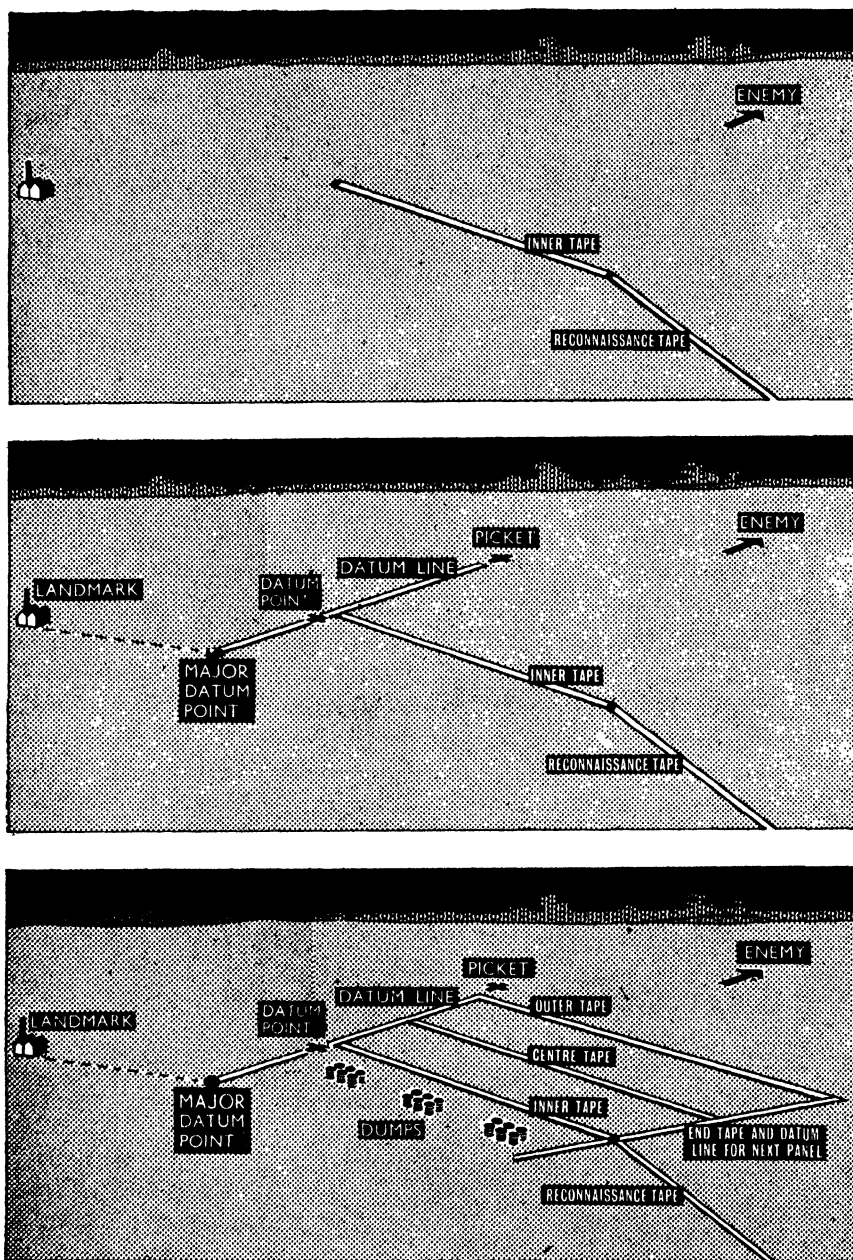 ENEMY
INNER TAPE
RECONNAISSANCE TAPE
PICKET
ENEMY
DATUM LINE
LANDMARK
DATUM
POINT
MAJOR
DATUM
POINT
INNER TAPE
RECONNAISSANCE TAPE
ENEMY
PICKET
DATUM LINE
OUTER TAPE
LANDMARK
DATUM
POINT
CENTRE TAPE
MAJOR
DATUM
POINT
INNER TAPE
DUMPS
END TAPE AND DATUM
LINE FOR NEXT PANEL
RECONNAISSANCE TAPE